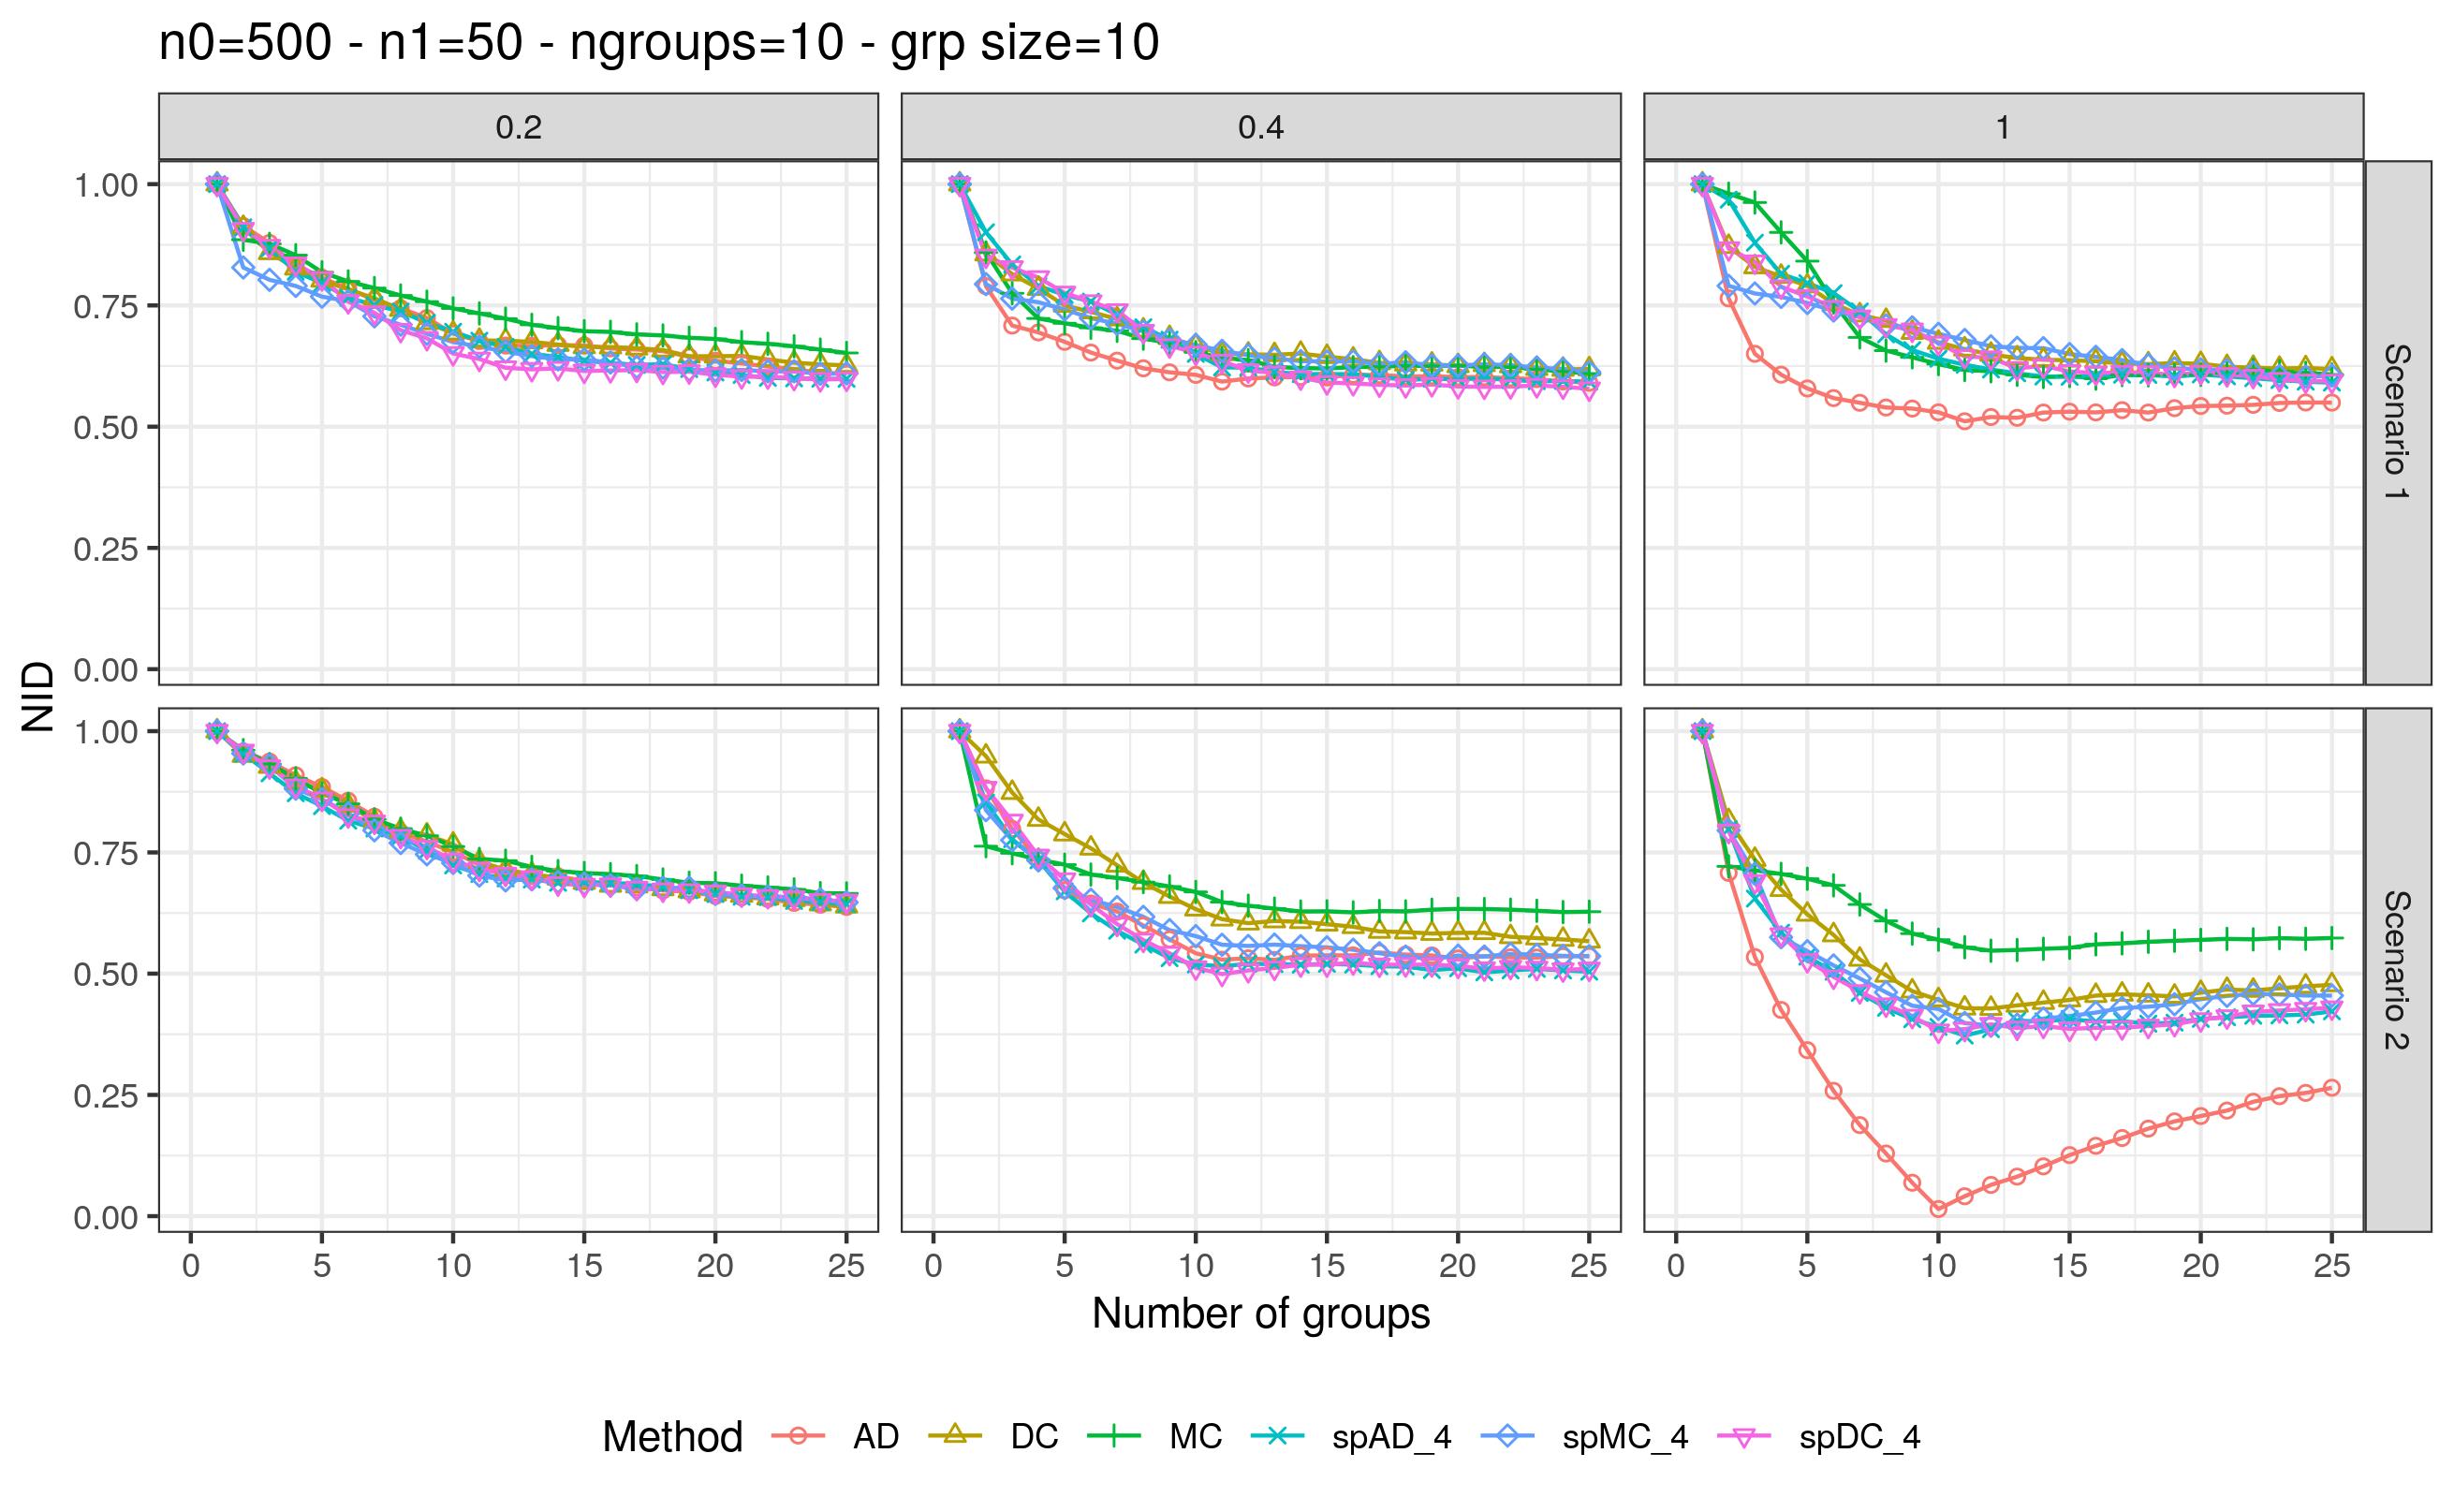 n0=500 - n1=50 - ngroups=10 - grp size=10
0.2 0.4 1
1.00
0.75
0.50
0.25
0.00
Scenario 1
NID
1.00
0.75
0.50
0.25
0.00
Scenario 2
0 5 10 15 20 25 0 5 10 15 20 25 0 5 10 15 20 25
Number of groups
Method AD DC MC spAD_4 spMC_4 spDC_4